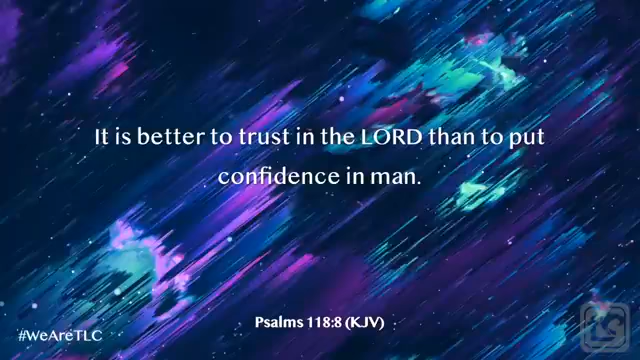 It is better to trust in the LORD than to put
confidence in man.
Psalms 118:8 (KJV)
#WeAreTLC